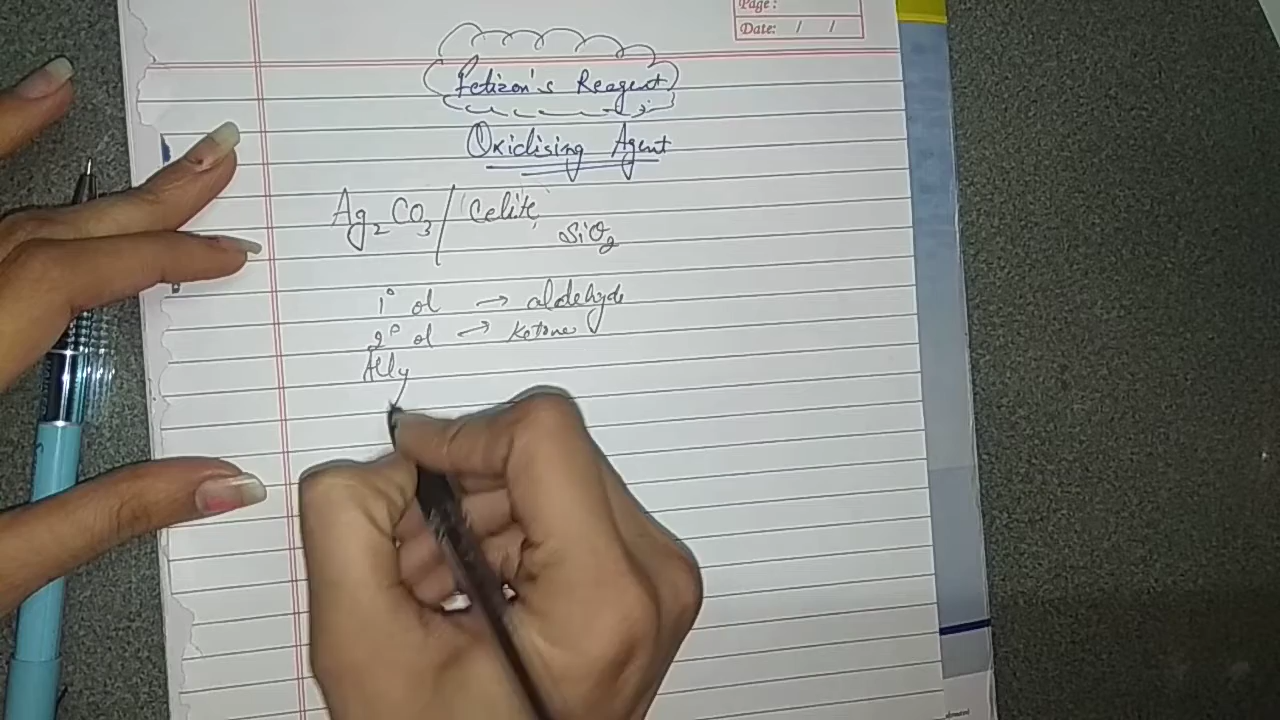 Page :
Date: / /
Fetizon's Reagent
Oxidising Agent
Ag₂CO₃ / Celite,
SiO₂
1° ol → aldehyde
2° ol → Ketone
Ally